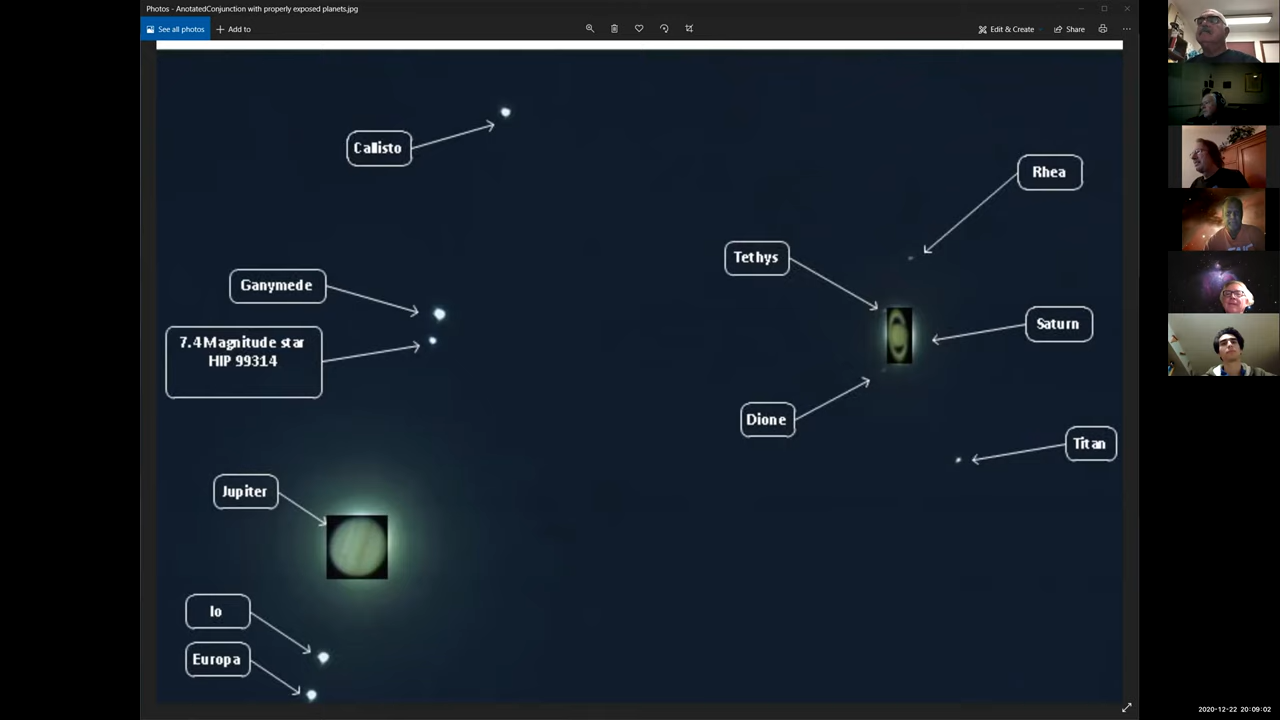 Photos - AnotatedConjunction with properly exposed planets.jpg
See all photos
Add to
Edit & Create
Share
Callisto
Rhea
Tethys
Ganymede
Saturn
7.4 Magnitude star
HIP 99314
Dione
Titan
Jupiter
Io
Europa
2020-12-22 20:09:02